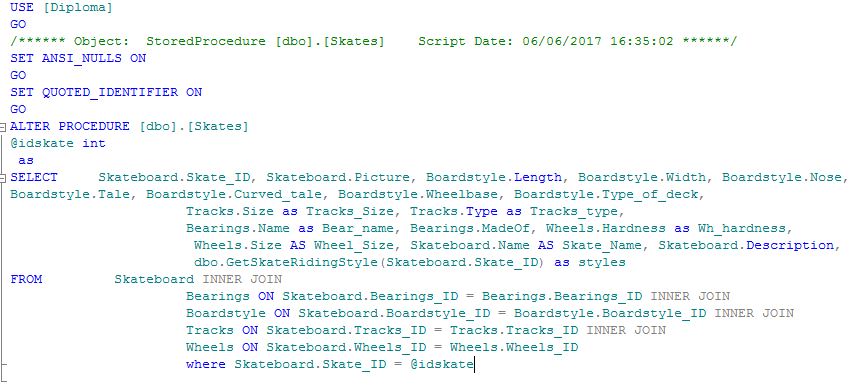 USE [Diploma]
GO
/****** Object:  StoredProcedure [dbo].[Skates]    Script Date: 06/06/2017 16:35:02 ******/
SET ANSI_NULLS ON
GO
SET QUOTED_IDENTIFIER ON
GO
ALTER PROCEDURE [dbo].[Skates]
@idskate int
 as
SELECT     Skateboard.Skate_ID, Skateboard.Picture, Boardstyle.Length, Boardstyle.Width, Boardstyle.Nose,
Boardstyle.Tale, Boardstyle.Curved_tale, Boardstyle.Wheelbase, Boardstyle.Type_of_deck,
                       Tracks.Size as Tracks_Size, Tracks.Type as Tracks_type,
                       Bearings.Name as Bear_name, Bearings.MadeOf, Wheels.Hardness as Wh_hardness,
                        Wheels.Size AS Wheel_Size, Skateboard.Name AS Skate_Name, Skateboard.Description,
                        dbo.GetSkateRidingStyle(Skateboard.Skate_ID) as styles
FROM         Skateboard INNER JOIN
                       Bearings ON Skateboard.Bearings_ID = Bearings.Bearings_ID INNER JOIN
                       Boardstyle ON Skateboard.Boardstyle_ID = Boardstyle.Boardstyle_ID INNER JOIN
                       Tracks ON Skateboard.Tracks_ID = Tracks.Tracks_ID INNER JOIN
                       Wheels ON Skateboard.Wheels_ID = Wheels.Wheels_ID
                       where Skateboard.Skate_ID = @idskate